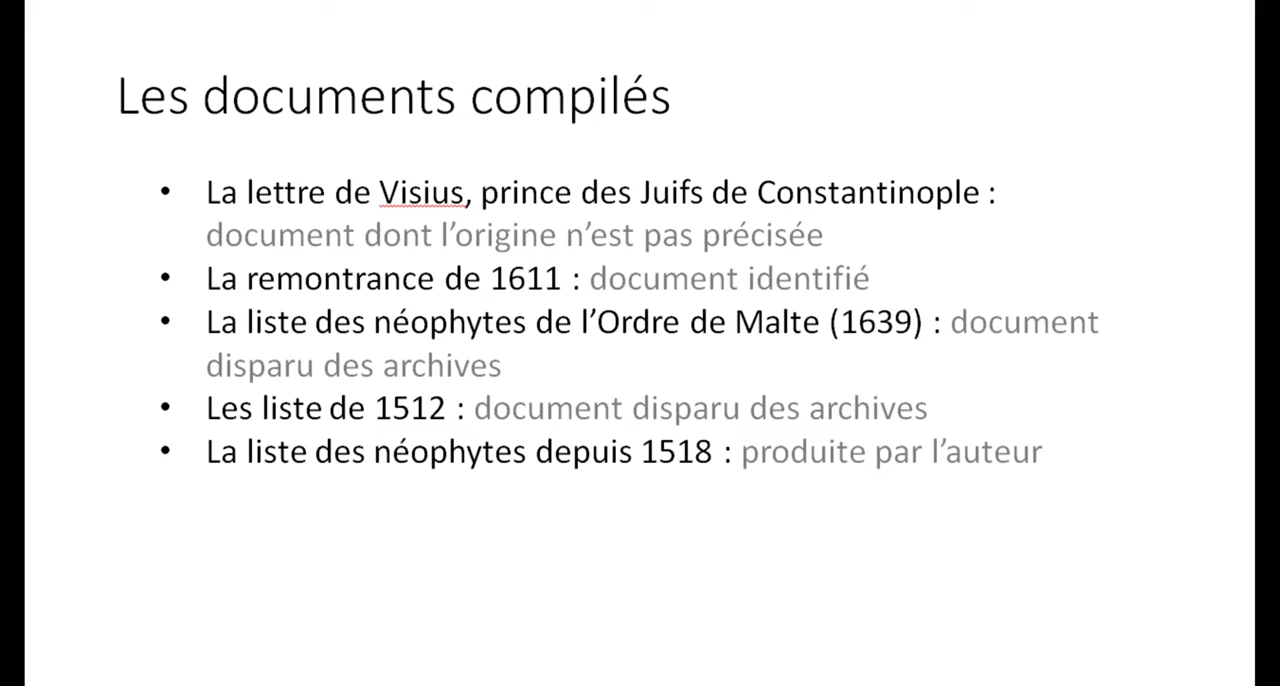 Les documents compilés
• La lettre de Visius, prince des Juifs de Constantinople :
document dont l’origine n’est pas précisée
• La remontrance de 1611 : document identifié
• La liste des néophytes de l’Ordre de Malte (1639) : document
disparu des archives
• Les liste de 1512 : document disparu des archives
• La liste des néophytes depuis 1518 : produite par l’auteur